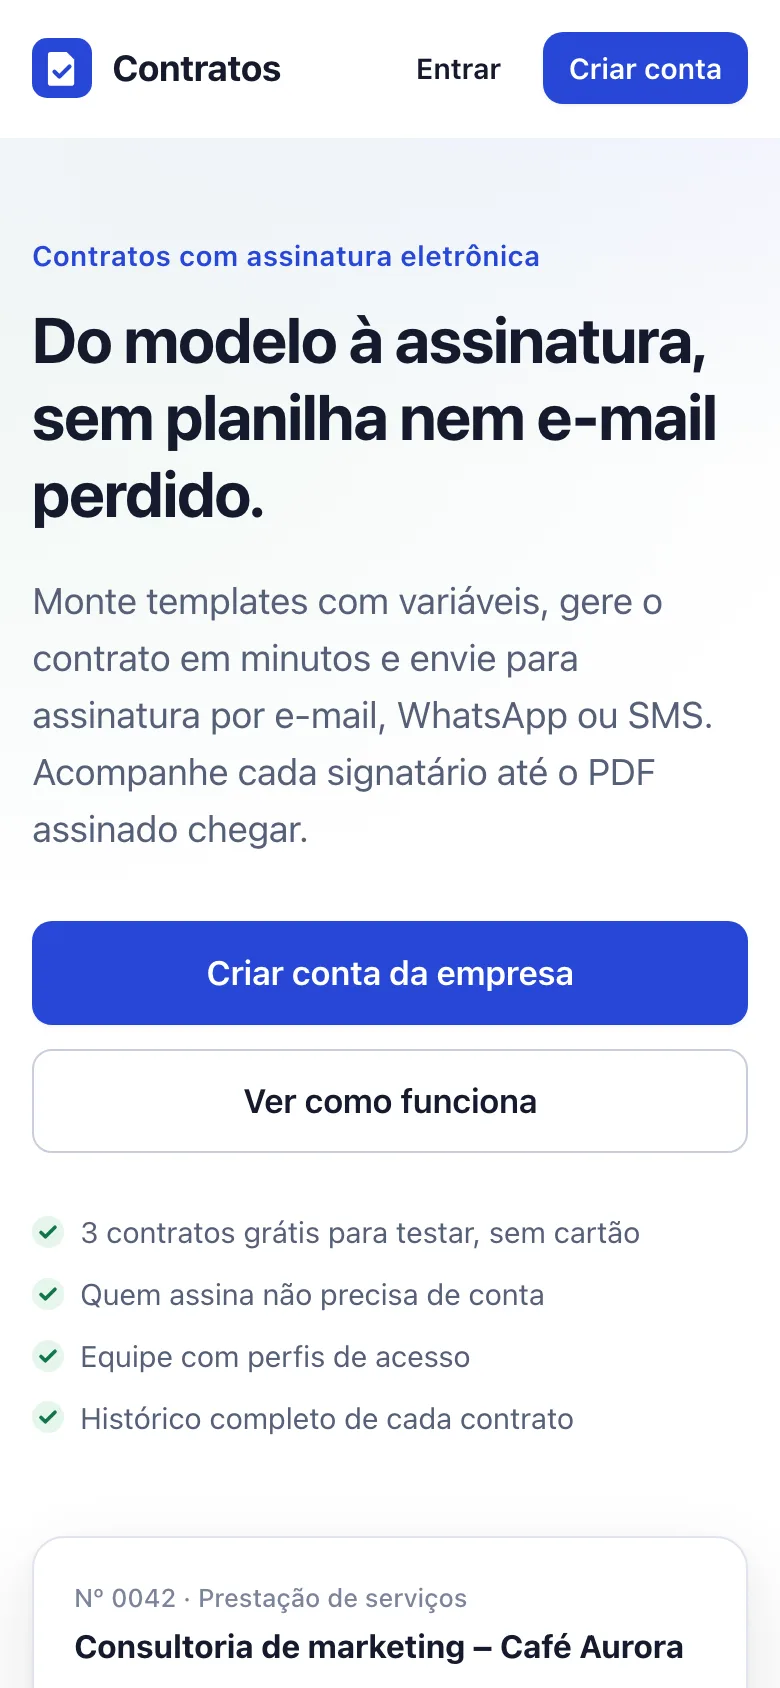 Contratos
Entrar
Criar conta
Contratos com assinatura eletrônica
Do modelo à assinatura,
sem planilha nem e-mail
perdido.
Monte templates com variáveis, gere o
contrato em minutos e envie para
assinatura por e-mail, WhatsApp ou SMS.
Acompanhe cada signatário até o PDF
assinado chegar.
Criar conta da empresa
Ver como funciona
3 contratos grátis para testar, sem cartão
Quem assina não precisa de conta
Equipe com perfis de acesso
Histórico completo de cada contrato
Nº 0042 · Prestação de serviços
Consultoria de marketing – Café Aurora